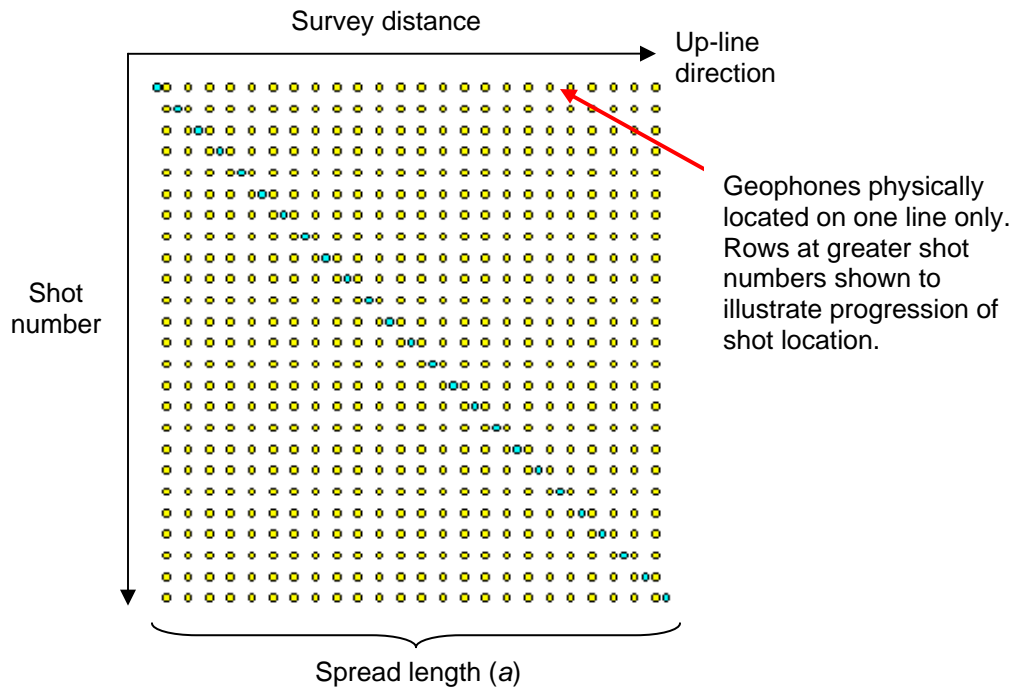 Survey distance
Up-line
direction
Geophones physically
located on one line only.
Rows at greater shot
numbers shown to
illustrate progression of
shot location.
Shot
number
Spread length (a)